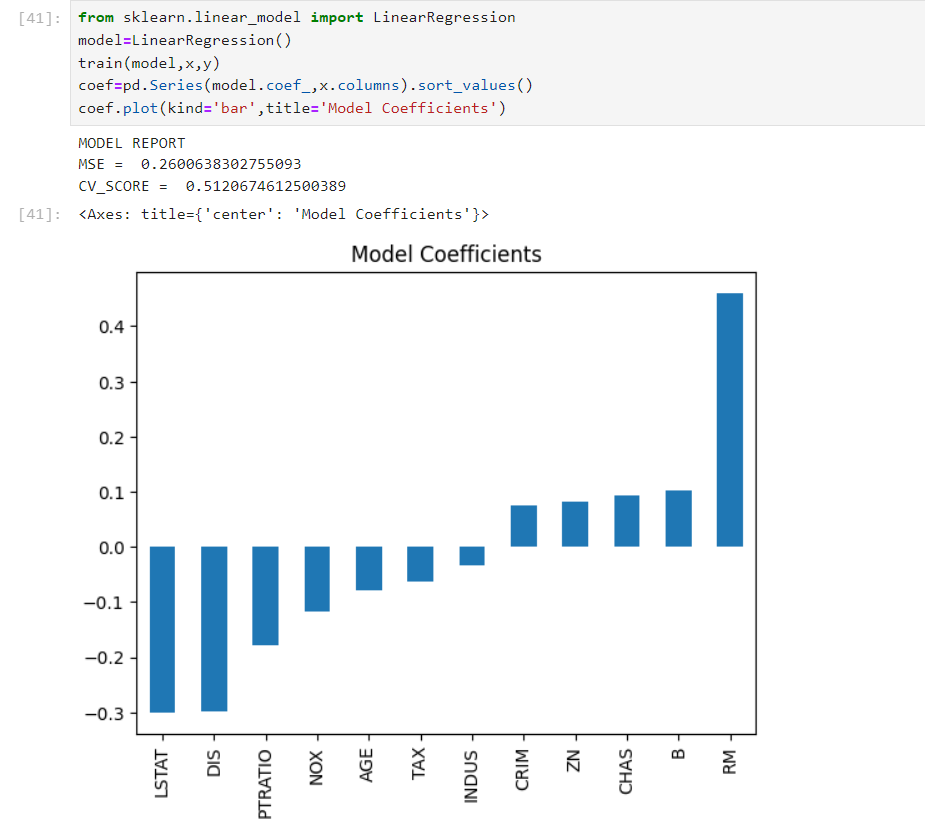 [41]: from sklearn.linear_model import LinearRegression
model=LinearRegression()
train(model,x,y)
coef=pd.Series(model.coef_,x.columns).sort_values()
coef.plot(kind='bar',title='Model Coefficients')
MODEL REPORT
MSE =  0.2600638302755093
CV_SCORE =  0.5120674612500389
[41]: <Axes: title={'center': 'Model Coefficients'}>
Model Coefficients
0.4
0.3
0.2
0.1
0.0
−0.1
−0.2
−0.3
LSTAT
DIS
PTRATIO
NOX
AGE
TAX
INDUS
CRIM
ZN
CHAS
B
RM